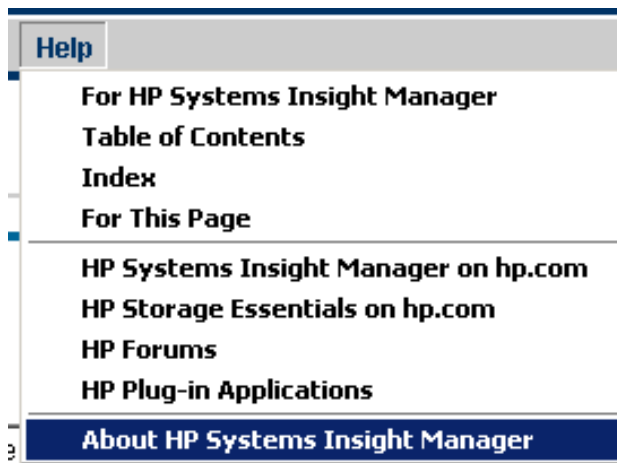 Help
For HP Systems Insight Manager
Table of Contents
Index
For This Page
HP Systems Insight Manager on hp.com
HP Storage Essentials on hp.com
HP Forums
HP Plug-in Applications
About HP Systems Insight Manager